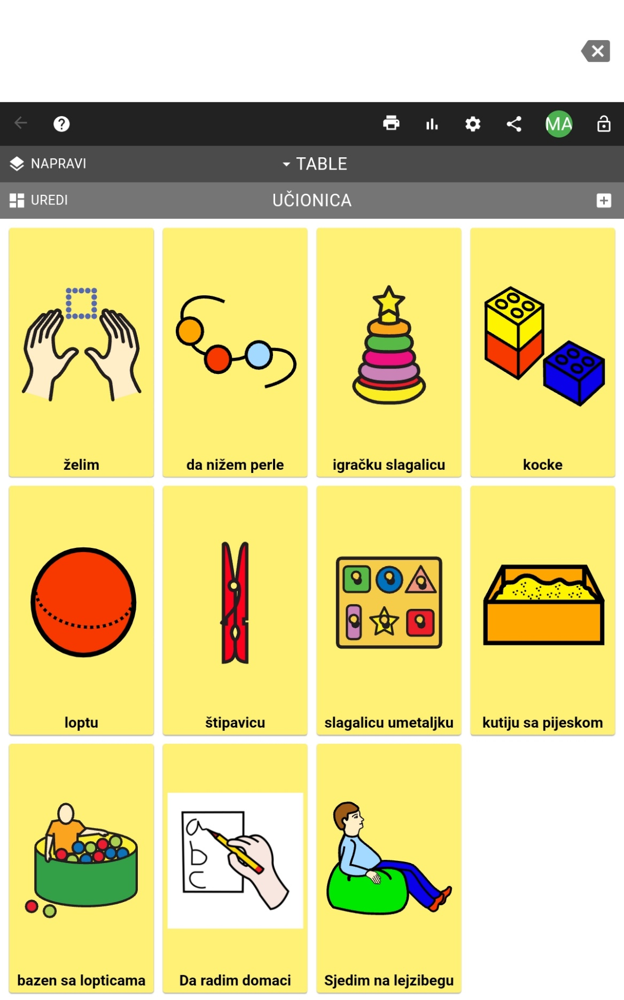 MA
NAPRAVI
TABLE
UREDI
UČIONICA
želim
da nižem perle
igračku slagalicu
kocke
loptu
štipavicu
slagalicu umetaljku
kutiju sa pijeskom
bazen sa lopticama
a
b
c
Da radim domaci
Sjedim na lejzibegu